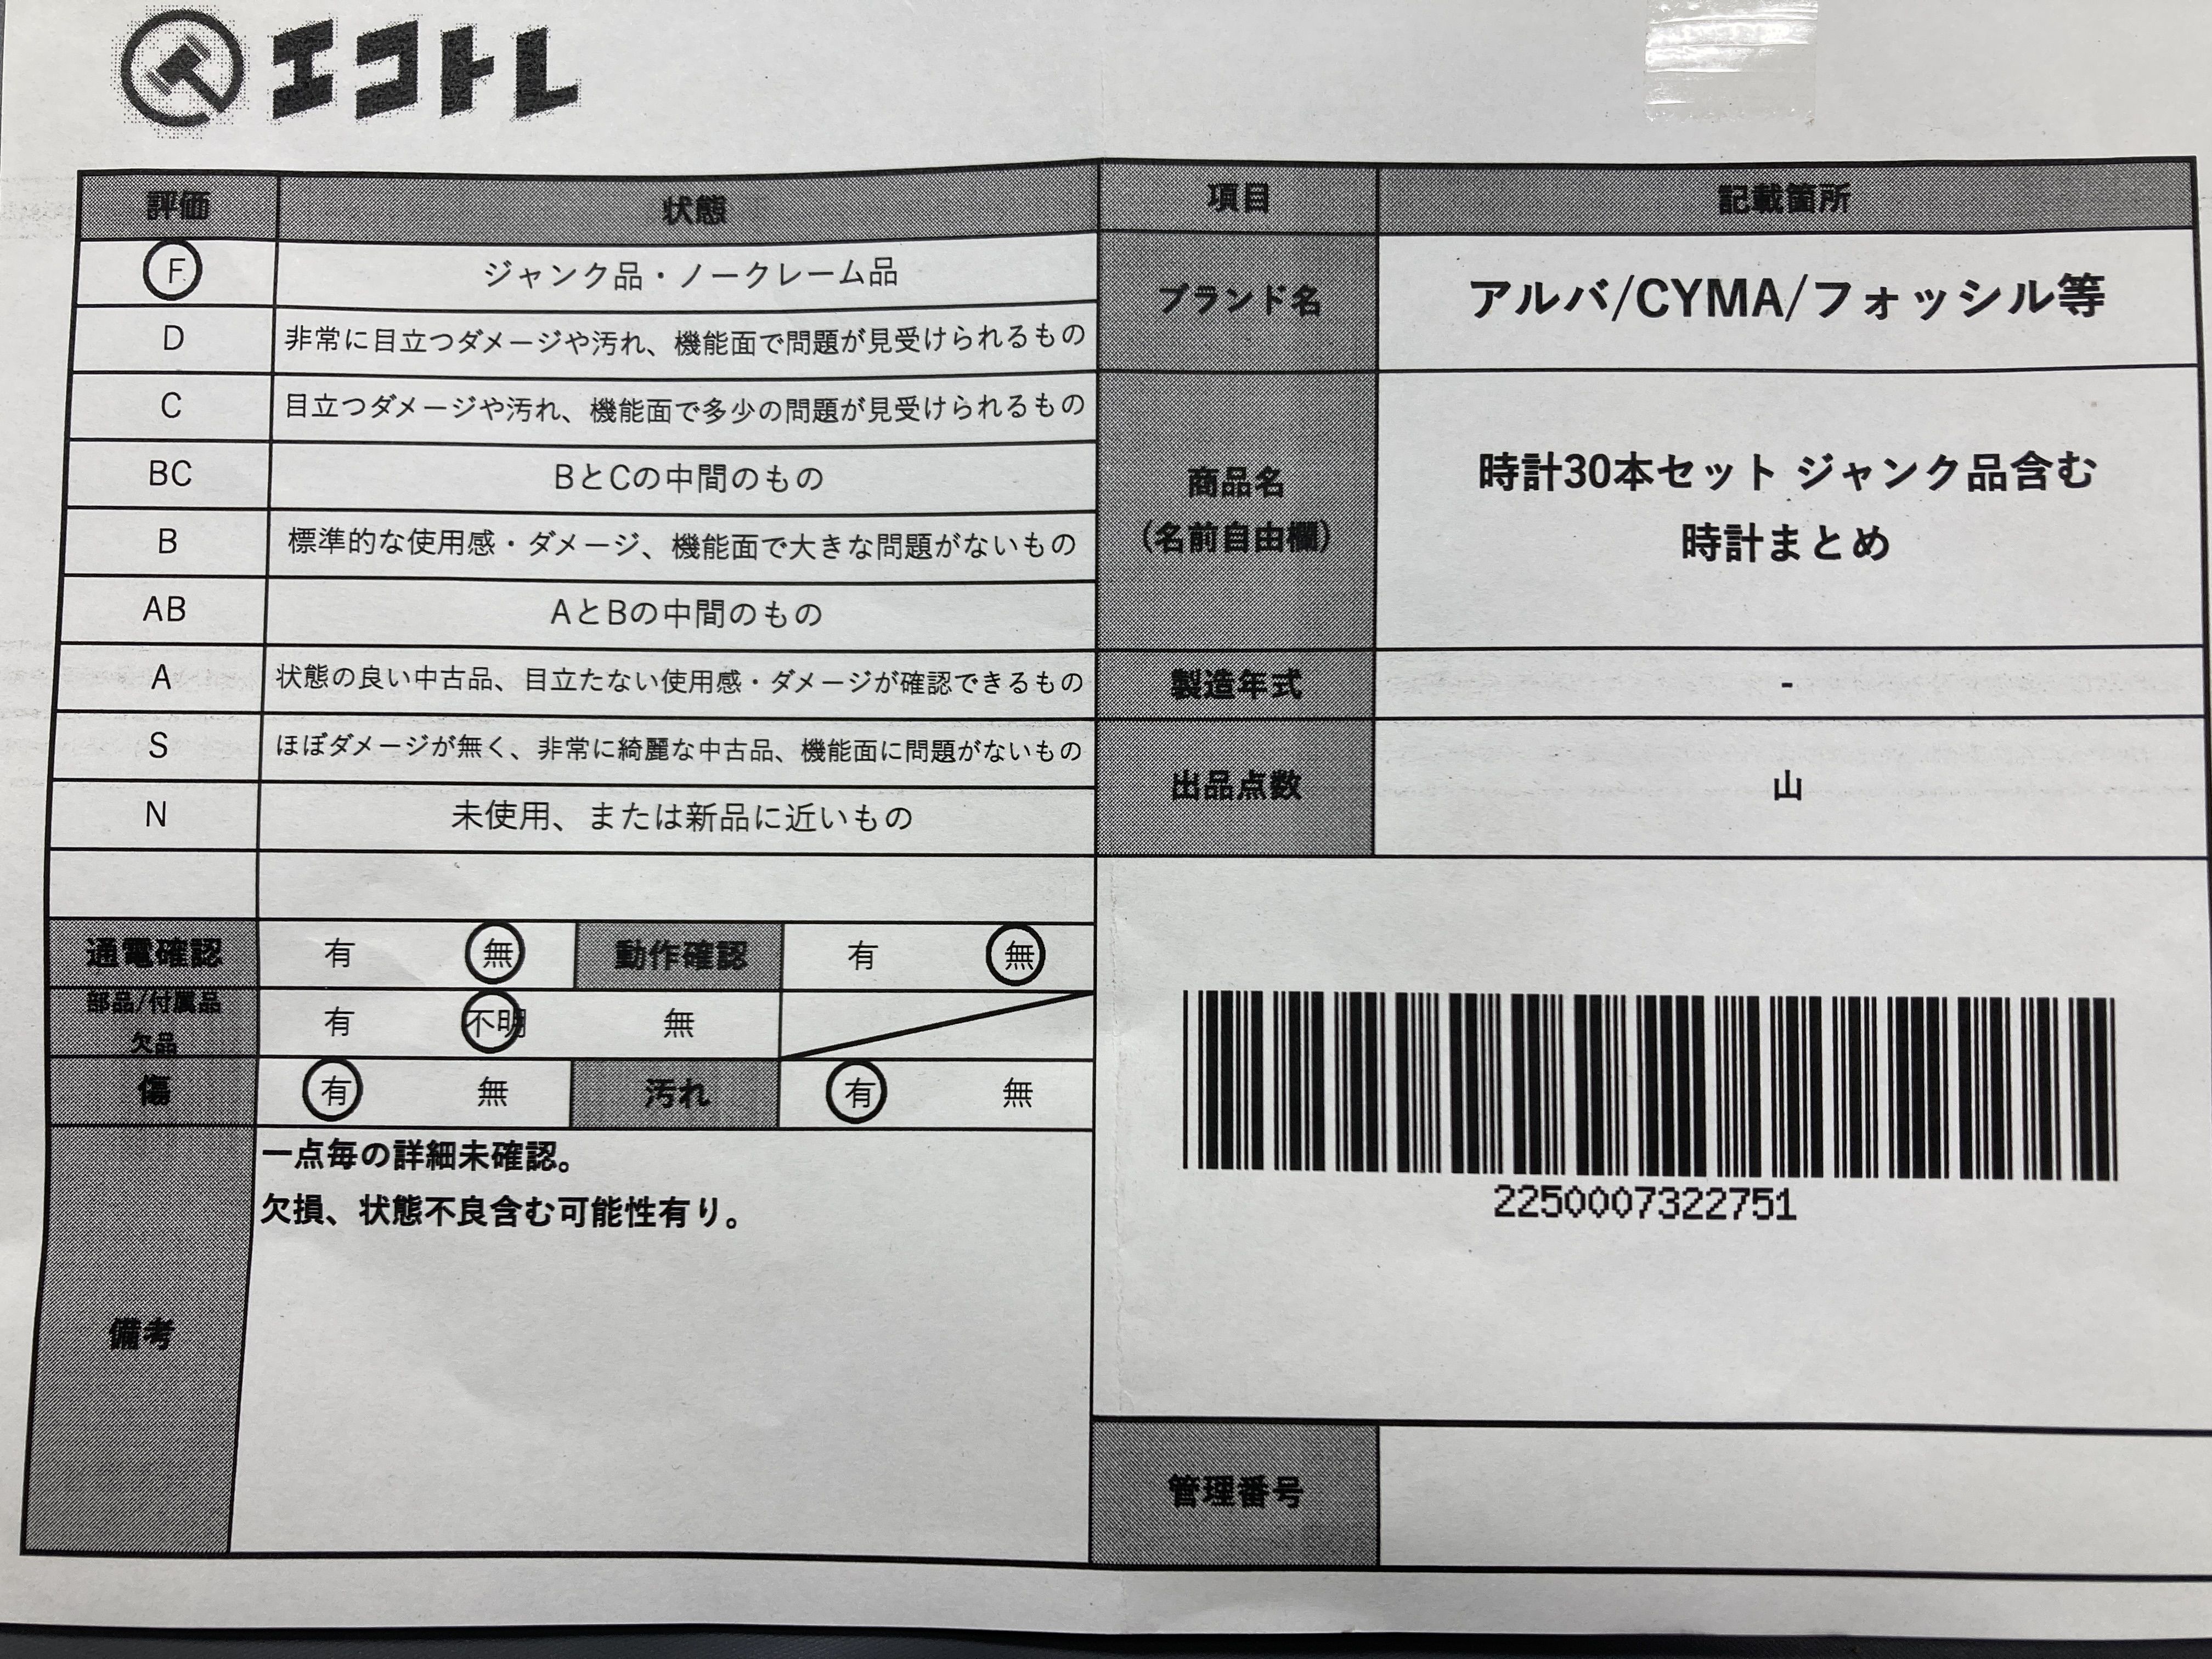 エコトレ
評価 状態
F ジャンク品・ノークレーム品
D 非常に目立つダメージや汚れ、機能面で問題が見受けられるもの
C 目立つダメージや汚れ、機能面で多少の問題が見受けられるもの
BC BとCの中間のもの
B 標準的な使用感・ダメージ、機能面で大きな問題がないもの
AB AとBの中間のもの
A 状態の良い中古品、目立たない使用感・ダメージが確認できるもの
S ほぼダメージが無く、非常に綺麗な中古品、機能面に問題がないもの
N 未使用、または新品に近いもの
通電確認 有 無 動作確認 有 無
部品/付属品
欠品 有 不明 無
傷 有 無 汚れ 有 無
備考
一点毎の詳細未確認。
欠損、状態不良含む可能性有り。
項目 記載箇所
ブランド名 アルバ/CYMA/フォッシル等
商品名
(名前自由欄)
時計30本セット ジャンク品含む
時計まとめ
製造年式 -
出品点数 山
2250007322751
管理番号